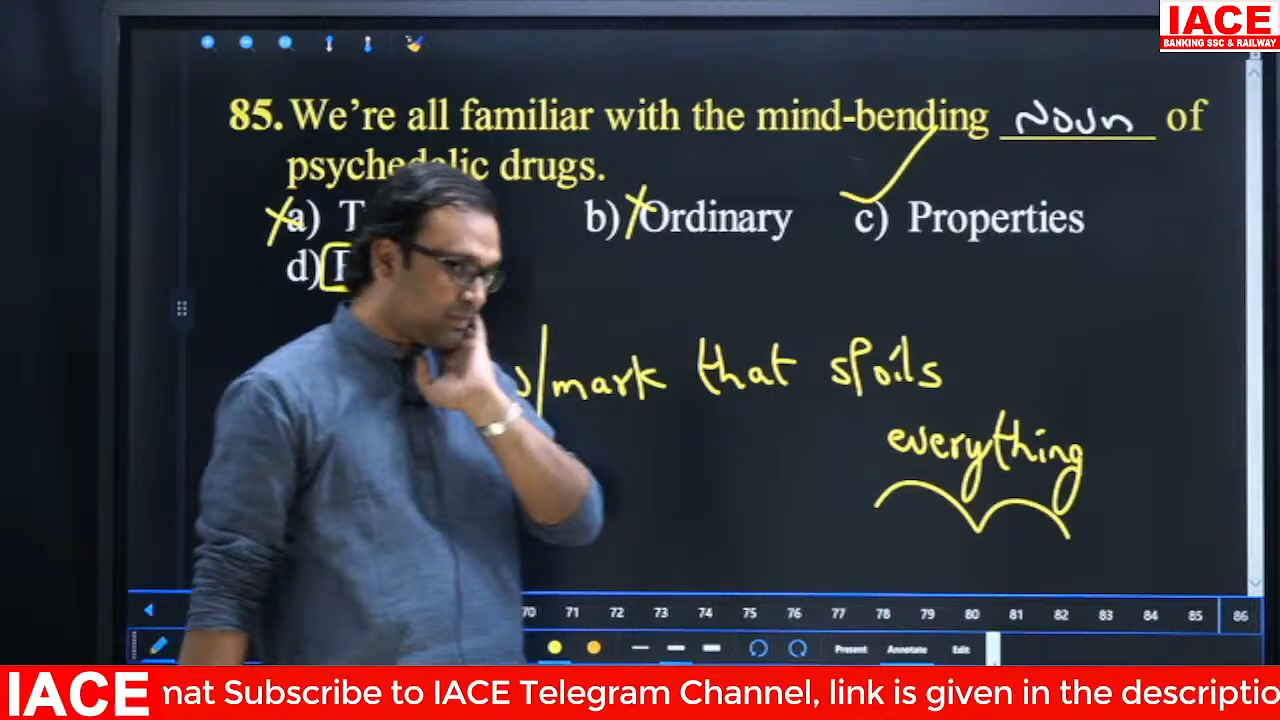 IACE
BANKING SSC & RAILWAY
85. We're all familiar with the mind-bending Noun of
psychedelic drugs.
a) T
b) Ordinary
c) Properties
d) F
/mark that spoils
everything
70 71 72 73 74 75 76 77 78 79 80 81 82 83 84 85 86
Present Annotate Edit
IACE nat Subscribe to IACE Telegram Channel, link is given in the descriptio